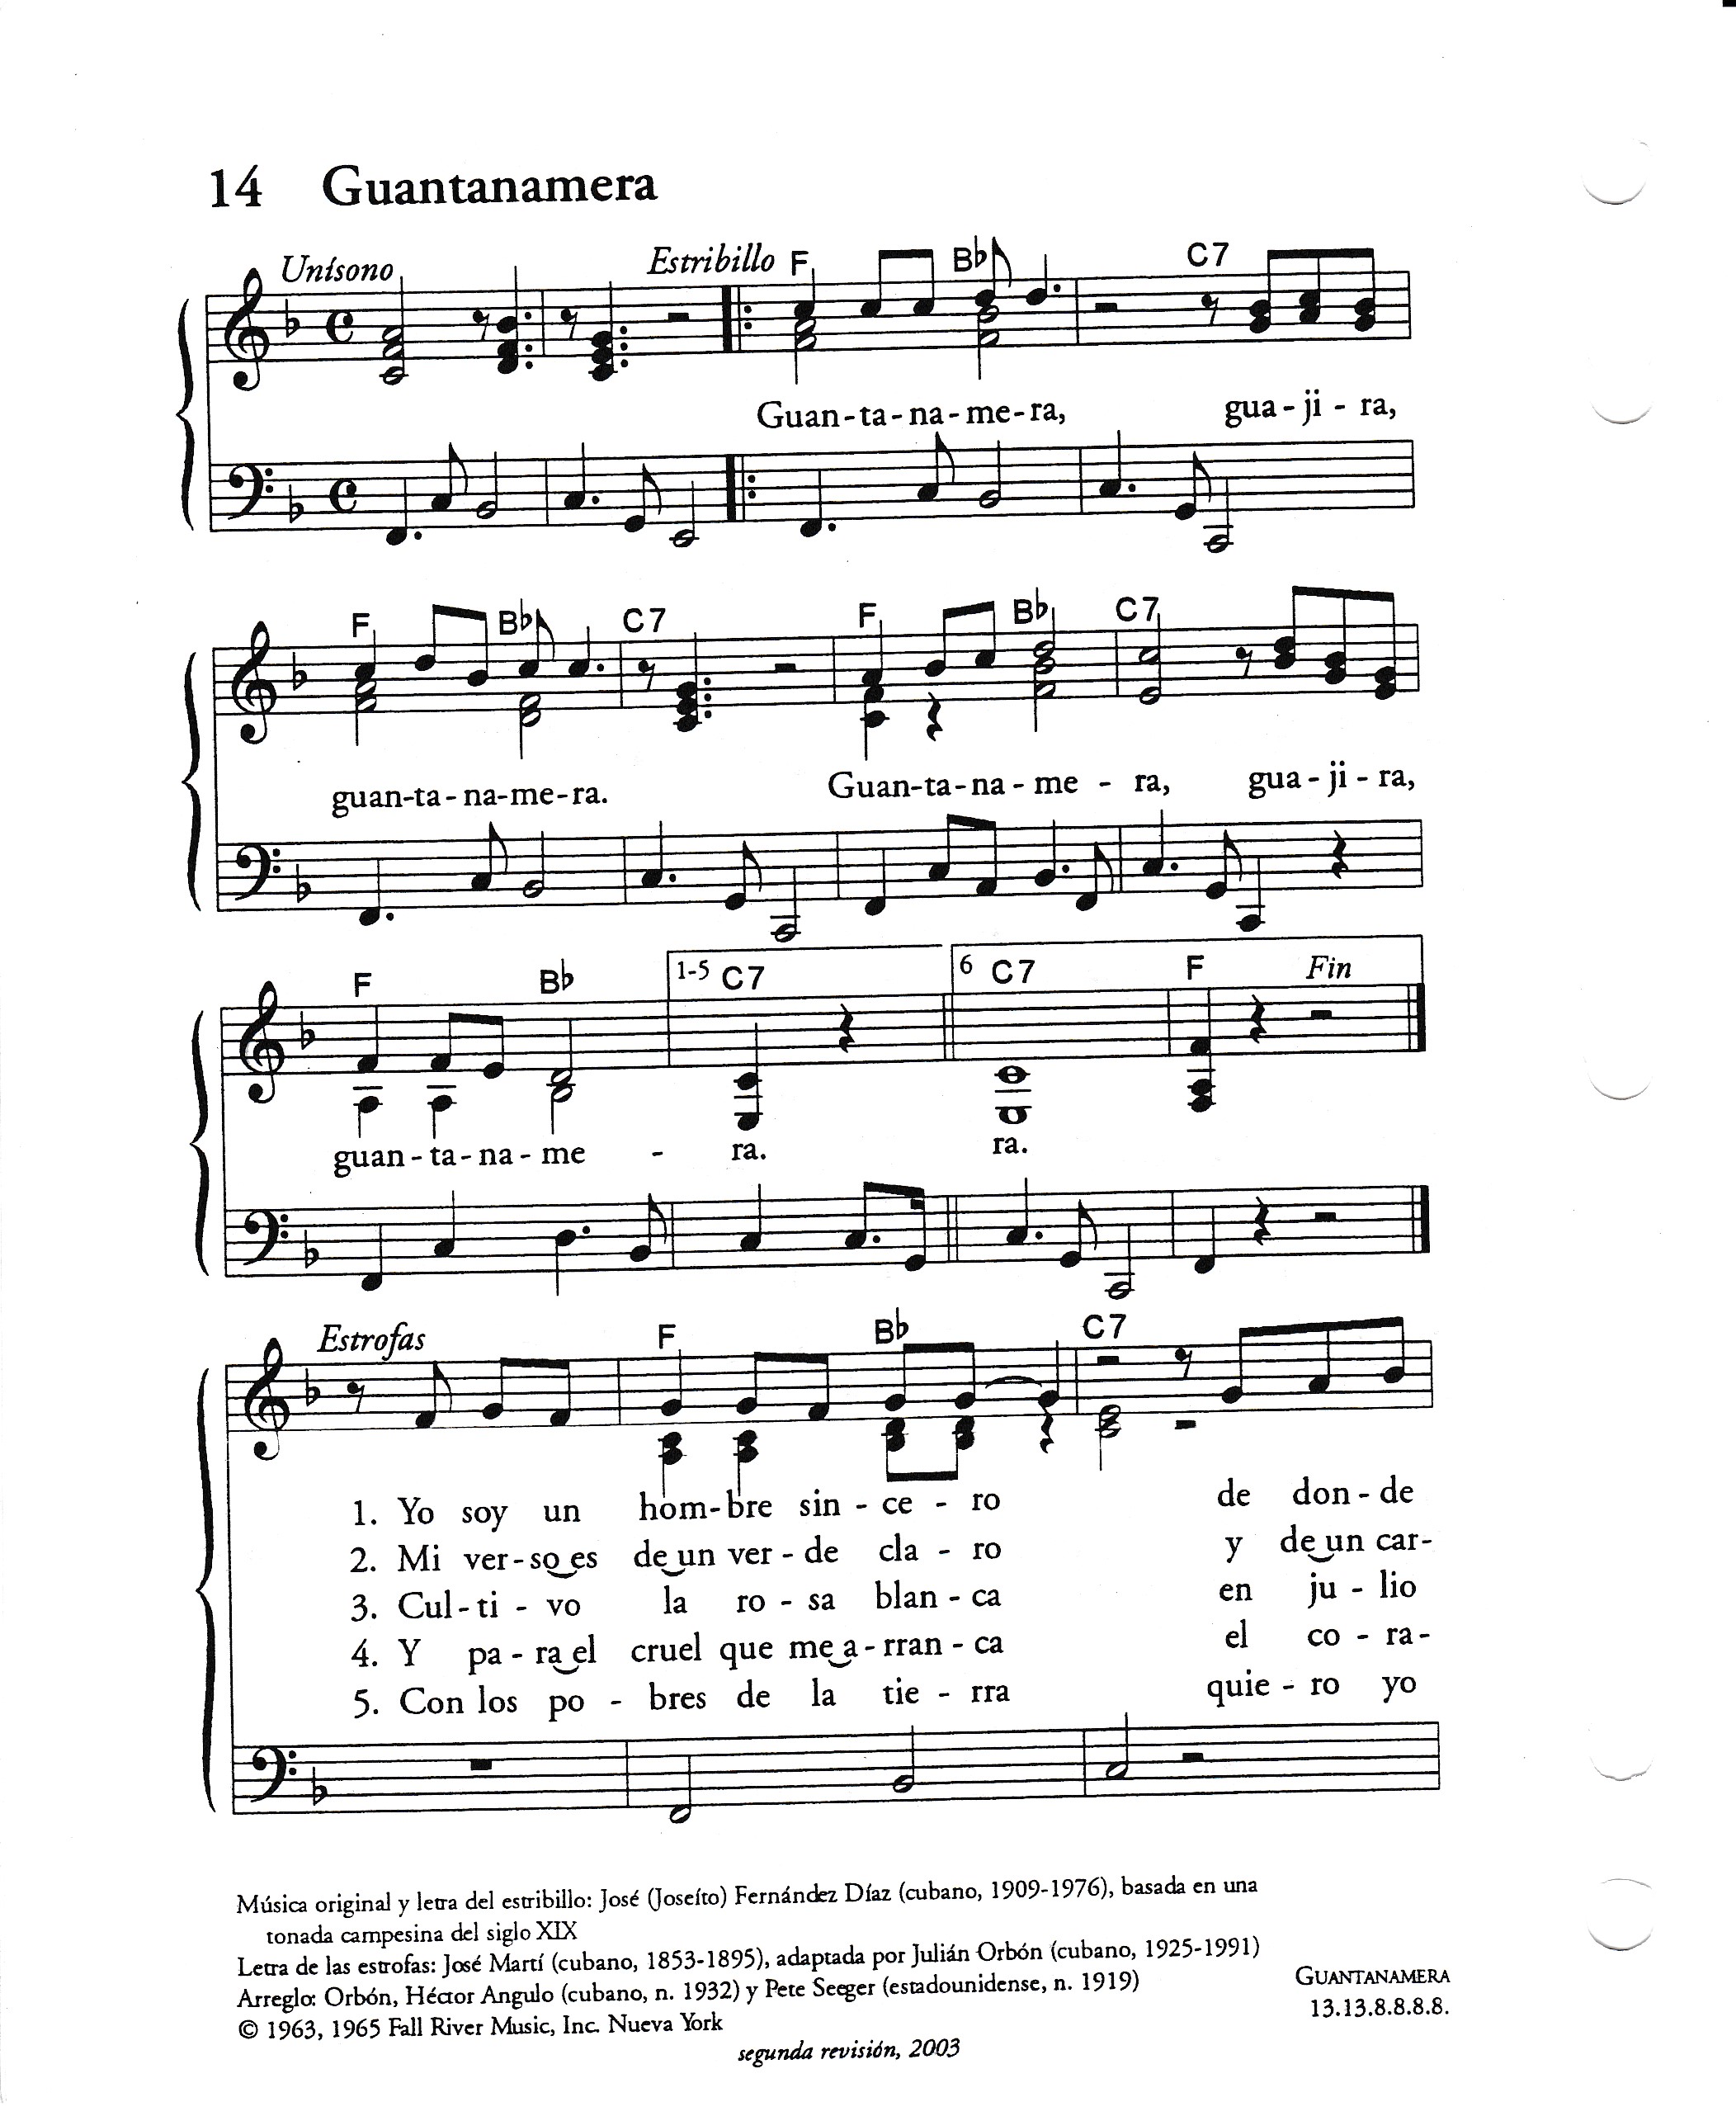 14 Guantanamera
Unísono Estribillo F Bb C7
Guan-ta-na-me-ra, gua-ji-ra,
F Bb C7 F Bb C7
guan-ta-na-me-ra. Guan-ta-na-me-ra, gua-ji-ra,
F Bb 1-5 C7 6 C7 F Fin
guan-ta-na-me - ra. ra.
Estrofas F Bb C7
1. Yo soy un hom-bre sin-ce-ro de don-de
2. Mi ver-so es de un ver-de cla-ro y de un car-
3. Cul-ti-vo la ro-sa blan-ca en ju-lio
4. Y pa-ra el cruel que me a-rran-ca el co-ra-
5. Con los po-bres de la tie-rra quie-ro yo
Música original y letra del estribillo: José (Joseíto) Fernández Díaz (cubano, 1909-1976), basada en una
tonada campesina del siglo XIX
Letra de las estrofas: José Martí (cubano, 1853-1895), adaptada por Julián Orbón (cubano, 1925-1991)
Arreglo: Orbón, Héctor Angulo (cubano, n. 1932) y Pete Seeger (estadounidense, n. 1919)
© 1963, 1965 Fall River Music, Inc. Nueva York
GUANTANAMERA
13.13.8.8.8.8.
segunda revisión, 2003